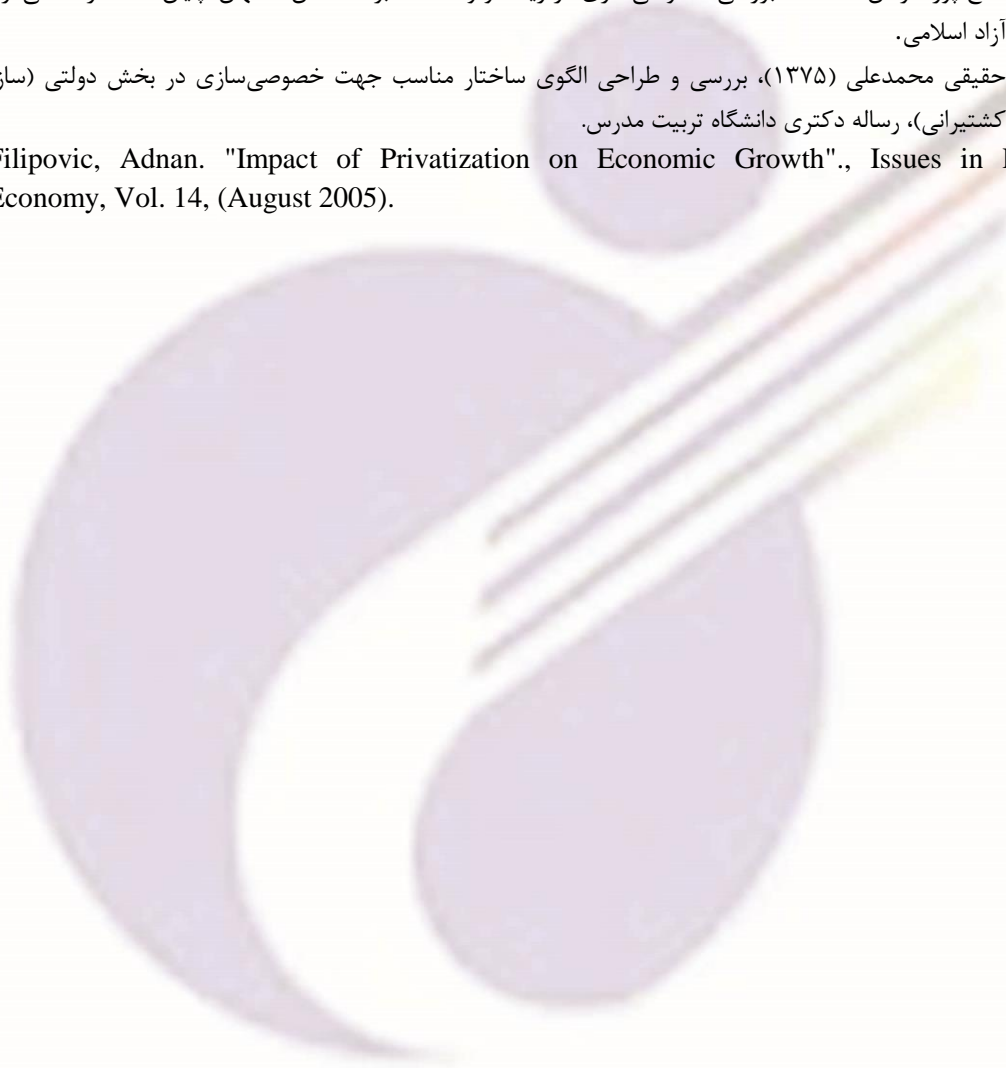 آزاد اسلامی.
حقیقی محمدعلی (۱۳۷۵)، بررسی و طراحی الگوی ساختار مناسب جهت خصوصی‌سازی در بخش دولتی (ساز
کشتیرانی)، رساله دکتری دانشگاه تربیت مدرس.
Filipovic, Adnan. "Impact of Privatization on Economic Growth"., Issues in
Economy, Vol. 14, (August 2005).